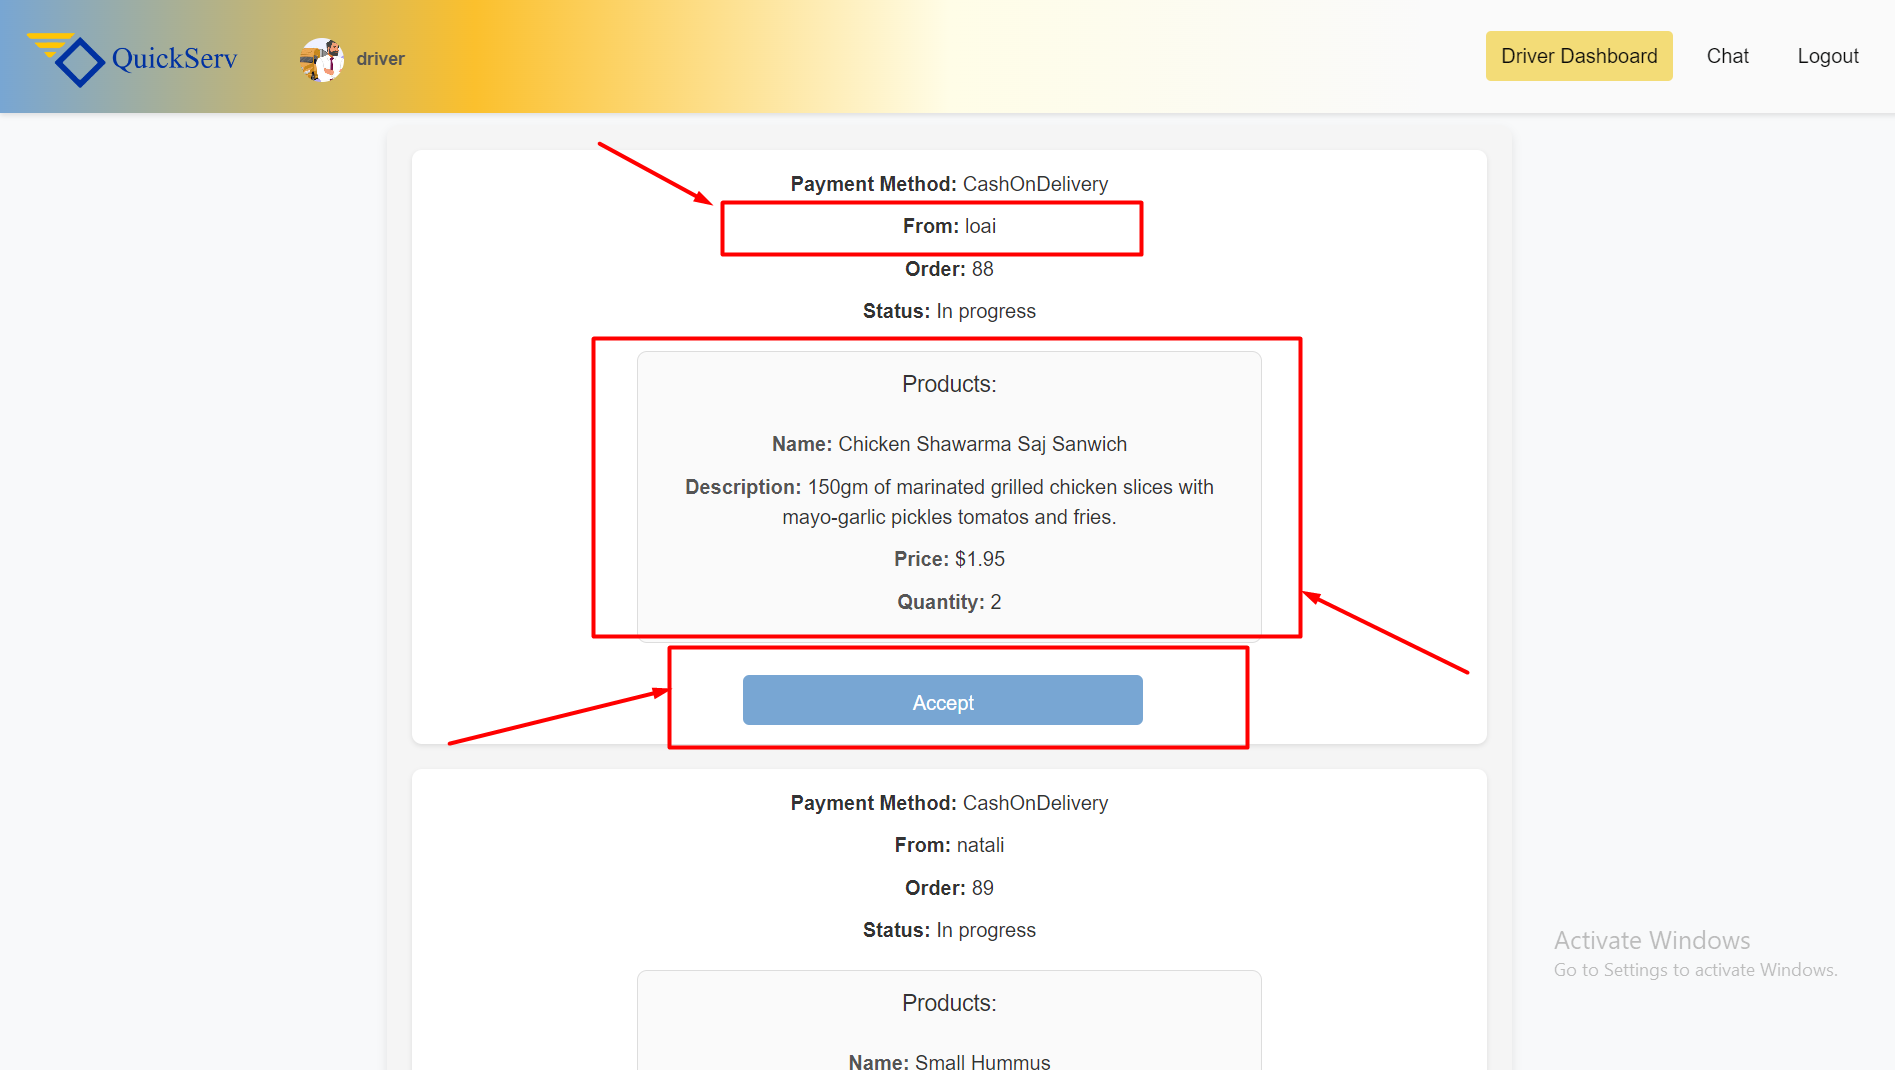 QuickServ
driver
Driver Dashboard
Chat
Logout
Payment Method: CashOnDelivery
From: loai
Order: 88
Status: In progress
Products:
Name: Chicken Shawarma Saj Sanwich
Description: 150gm of marinated grilled chicken slices with
mayo-garlic pickles tomatos and fries.
Price: $1.95
Quantity: 2
Accept
Payment Method: CashOnDelivery
From: natali
Order: 89
Status: In progress
Products:
Name: Small Hummus
Activate Windows
Go to Settings to activate Windows.